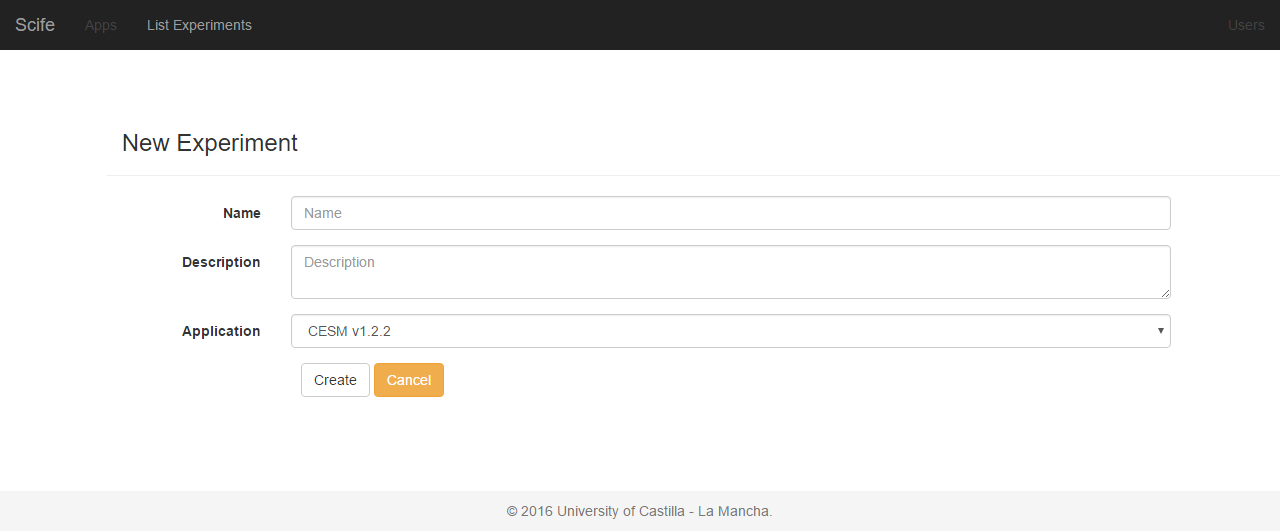 Scife Apps List Experiments Users
New Experiment
Name Name
Description Description
Application CESM v1.2.2
Create Cancel
© 2016 University of Castilla - La Mancha.